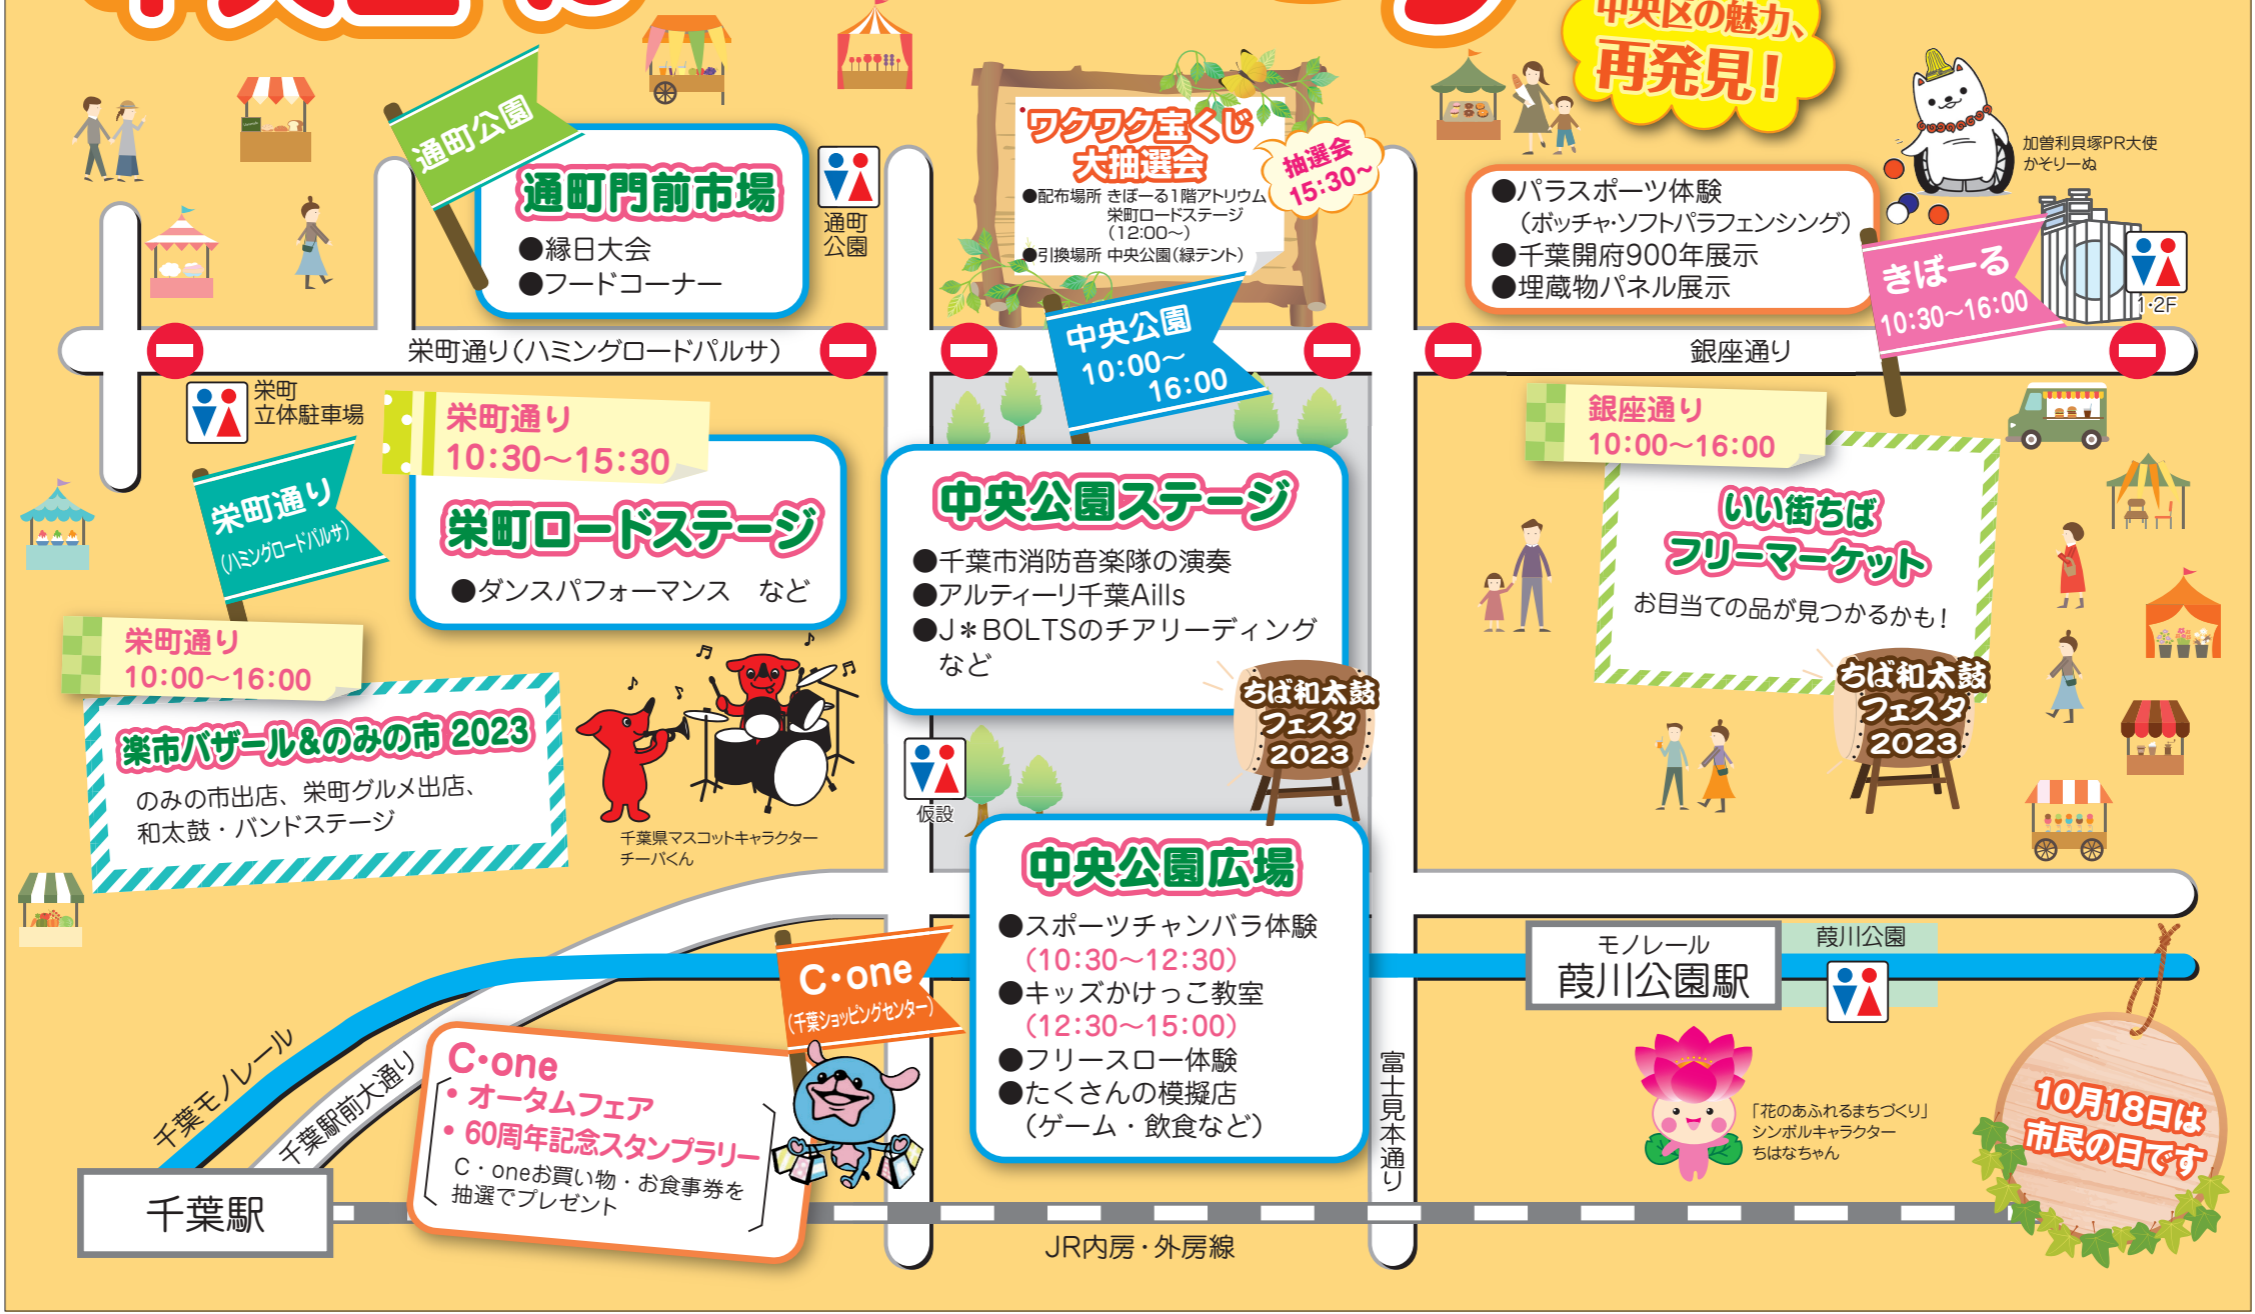 中央区の魅力、
再発見！
通町公園
通町門前市場
●縁日大会
●フードコーナー
通町
公園
ワクワク宝くじ
大抽選会
抽選会
15:30～
●配布場所 きぼーる1階アトリウム
栄町ロードステージ
（12:00～）
●引換場所 中央公園（緑テント）
加曽利貝塚PR大使
かそりーぬ
●パラスポーツ体験
（ボッチャ・ソフトパラフェンシング）
●千葉開府900年展示
●埋蔵物パネル展示
きぼーる
10:30～16:00
1・2F
栄町通り（ハミングロードパルサ）
中央公園
10:00～
16:00
銀座通り
栄町
立体駐車場
栄町通り
（ハミングロードパルサ）
栄町通り
10:30～15:30
栄町ロードステージ
●ダンスパフォーマンス　など
中央公園ステージ
●千葉市消防音楽隊の演奏
●アルティーリ千葉Aills
●J＊BOLTSのチアリーディング
など
ちば和太鼓
フェスタ
2023
銀座通り
10:00～16:00
いい街ちば
フリーマーケット
お目当ての品が見つかるかも！
ちば和太鼓
フェスタ
2023
栄町通り
10:00～16:00
楽市バザール&のみの市 2023
のみの市出店、栄町グルメ出店、
和太鼓・バンドステージ
千葉県マスコットキャラクター
チーバくん
仮設
中央公園広場
●スポーツチャンバラ体験
（10:30～12:30）
●キッズかけっこ教室
（12:30～15:00）
●フリースロー体験
●たくさんの模擬店
（ゲーム・飲食など）
C・one
（千葉ショッピングセンター）
C・one
・オータムフェア
・60周年記念スタンプラリー
C・oneお買い物・お食事券を
抽選でプレゼント
モノレール
葭川公園駅
葭川公園
千葉モノレール
千葉駅前大通り
富士見本通り
「花のあふれるまちづくり」
シンボルキャラクター
ちはなちゃん
10月18日は
市民の日です
千葉駅
JR内房・外房線